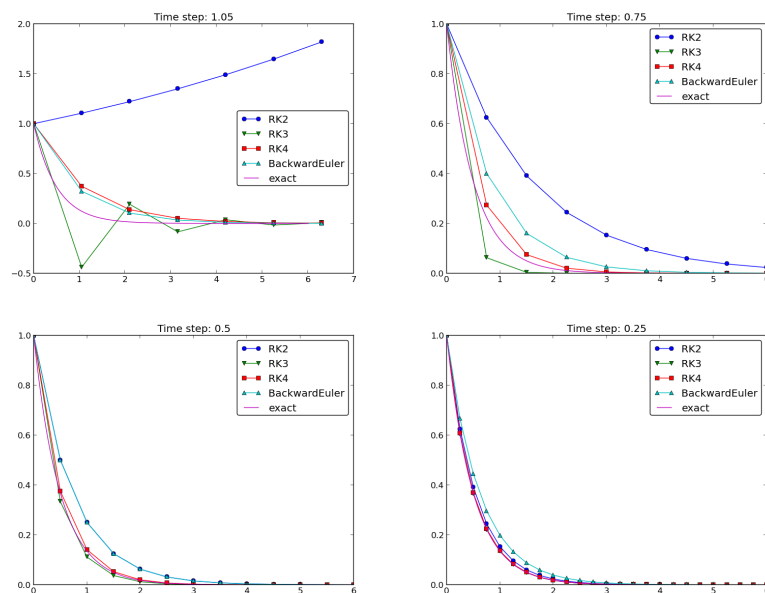 Time step: 1.05
2.0
1.5
1.0
0.5
0.0
−0.5
0 1 2 3 4 5 6 7
RK2
RK3
RK4
BackwardEuler
exact
Time step: 0.75
1.0
0.8
0.6
0.4
0.2
0.0
0 1 2 3 4 5
RK2
RK3
RK4
BackwardEuler
exact
Time step: 0.5
1.0
0.8
0.6
0.4
0.2
0.0
0 1 2 3 4 5 6
RK2
RK3
RK4
BackwardEuler
exact
Time step: 0.25
1.0
0.8
0.6
0.4
0.2
0.0
0 1 2 3 4 5
RK2
RK3
RK4
BackwardEuler
exact